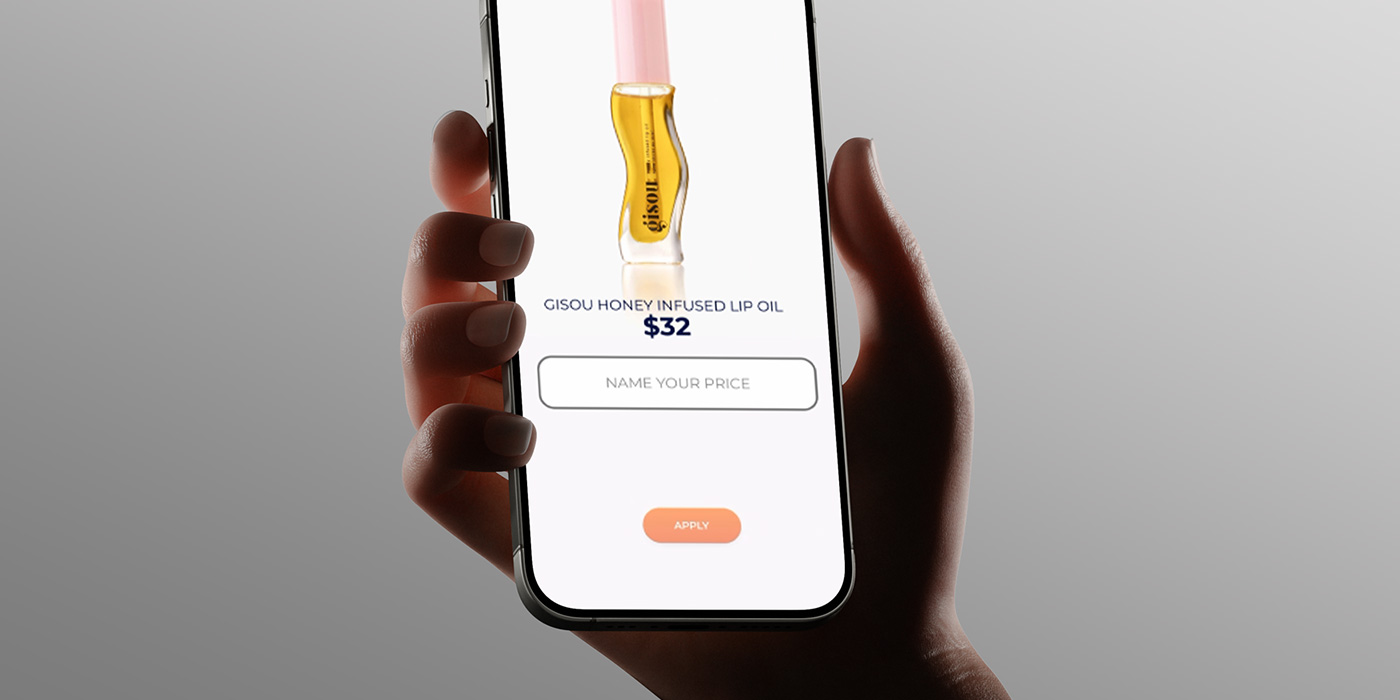 gisou
GISOU HONEY INFUSED LIP OIL
$32
NAME YOUR PRICE
APPLY